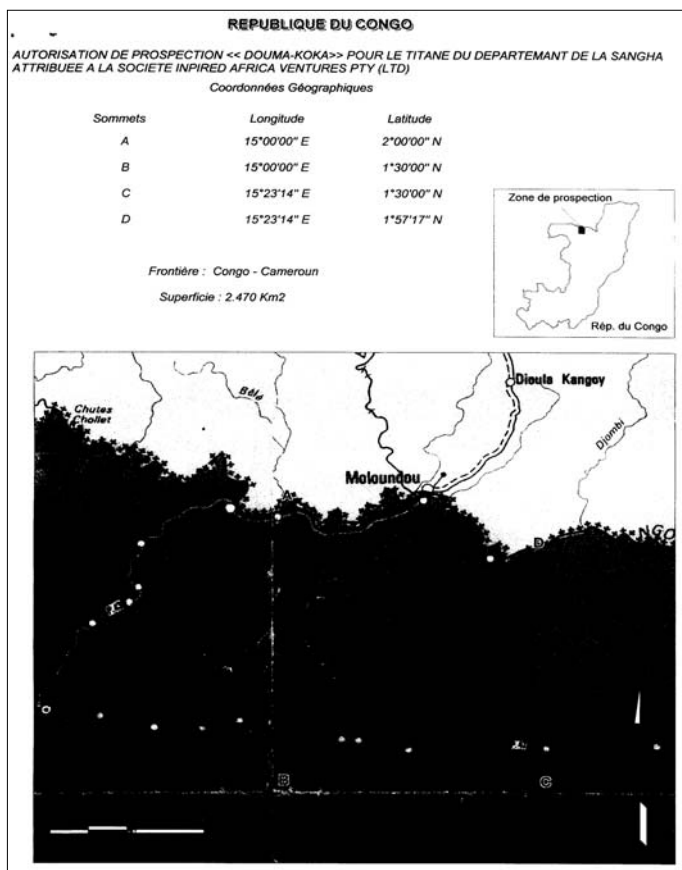 REPUBLIQUE DU CONGO
AUTORISATION DE PROSPECTION << DOUMA-KOKA>> POUR LE TITANE DU DEPARTEMANT DE LA SANGHA
ATTRIBUEE A LA SOCIETE INPIRED AFRICA VENTURES PTY (LTD)
Coordonnées Géographiques
Sommets Longitude Latitude
A 15°00'00" E 2°00'00" N
B 15°00'00" E 1°30'00" N
C 15°23'14" E 1°30'00" N
D 15°23'14" E 1°57'17" N
Zone de prospection
Rép. du Congo
Frontière : Congo - Cameroun
Superficie : 2.470 Km2
Dioula Kangoy
Chutes
Chollet
Djombi
Moloundou
A
D
NGO
B
C